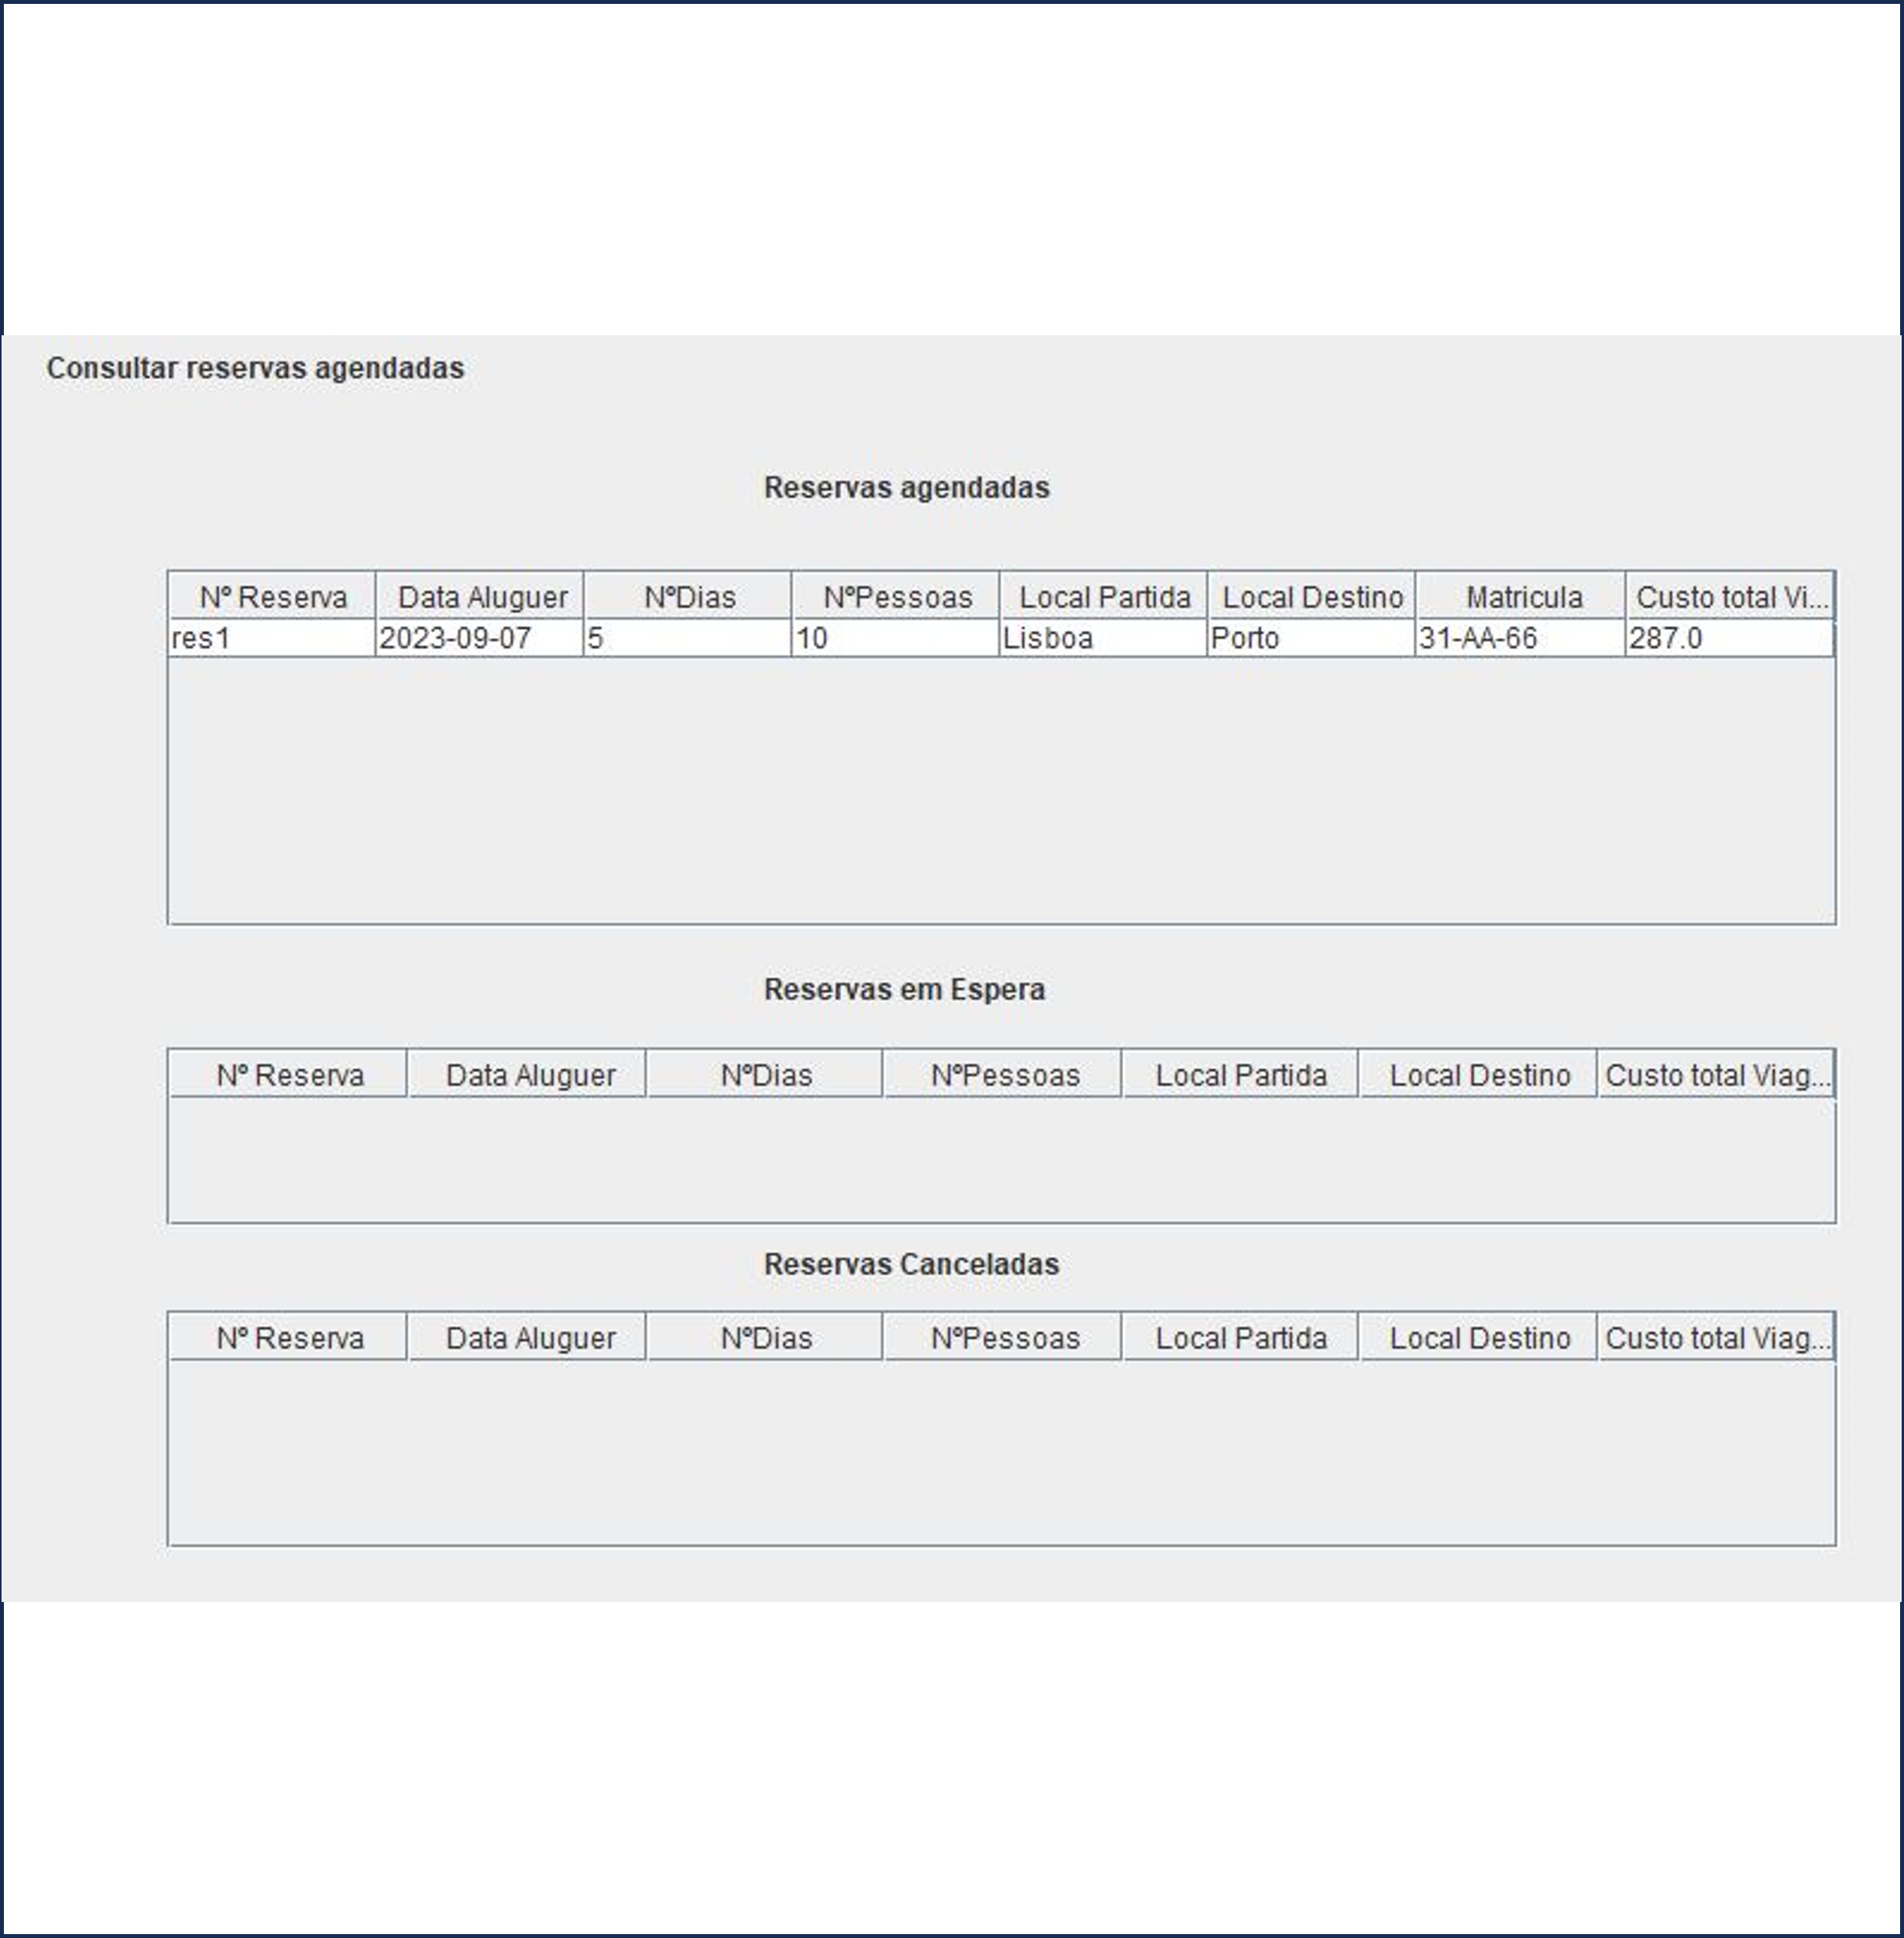 Consultar reservas agendadas
Reservas agendadas
Nº Reserva Data Aluguer NºDias NºPessoas Local Partida Local Destino Matricula Custo total Vi...
res1 2023-09-07 5 10 Lisboa Porto 31-AA-66 287.0
Reservas em Espera
Nº Reserva Data Aluguer NºDias NºPessoas Local Partida Local Destino Custo total Viag...
Reservas Canceladas
Nº Reserva Data Aluguer NºDias NºPessoas Local Partida Local Destino Custo total Viag...